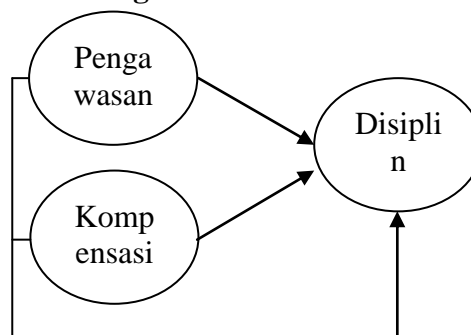 Penga
wasan
Disipli
n
Komp
ensasi